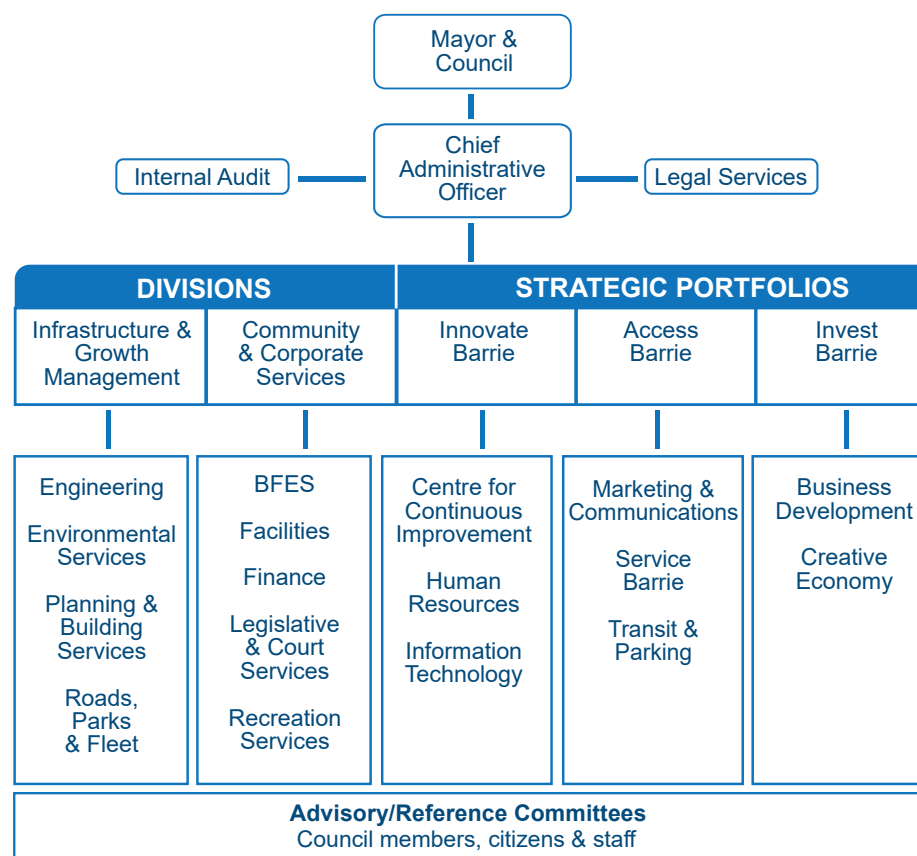 Mayor &
Council
Chief
Administrative
Officer
Internal Audit
Legal Services
DIVISIONS
STRATEGIC PORTFOLIOS
Infrastructure &
Growth
Management
Community
& Corporate
Services
Innovate
Barrie
Access
Barrie
Invest
Barrie
Engineering
Environmental
Services
Planning &
Building
Services
Roads,
Parks
& Fleet
BFES
Facilities
Finance
Legislative
& Court
Services
Recreation
Services
Centre for
Continuous
Improvement
Human
Resources
Information
Technology
Marketing &
Communications
Service
Barrie
Transit &
Parking
Business
Development
Creative
Economy
Advisory/Reference Committees
Council members, citizens & staff